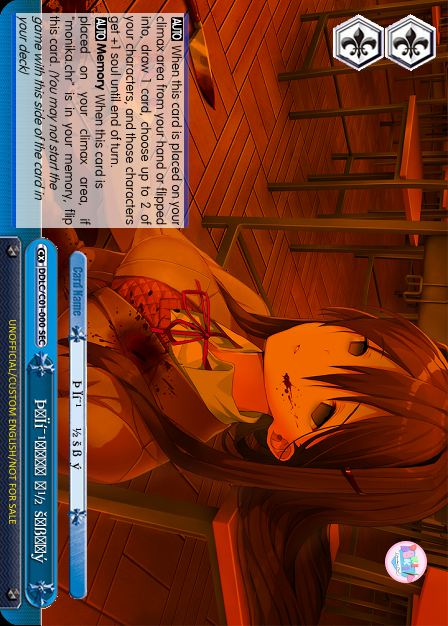 AUTO When this card is placed on your
climax area from your hand or flipped
into, draw 1 card, choose up to 2 of
your characters, and those characters
get +1 soul until end of turn.
AUTO Memory When this card is
placed on your climax area, if
"monika.chr" is in your memory, flip
this card. (You may not start the
game with this side of the card in
your deck)
Card Name
CX DDLC/C01-000 SEC
UNOFFICIAL/CUSTOM ENGLISH/NOT FOR SALE